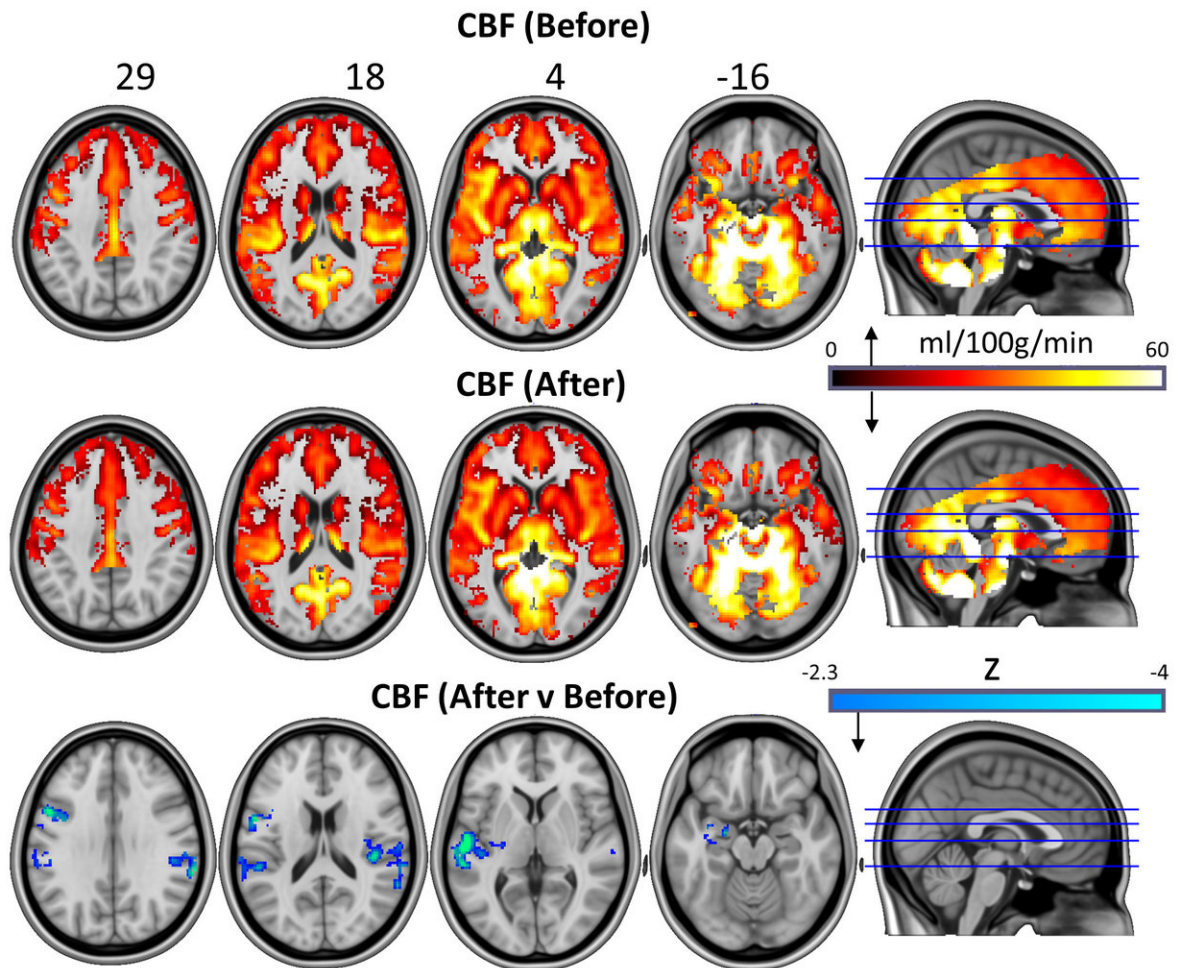 CBF (Before)
29 18 4 -16
0 ml/100g/min 60
CBF (After)
-2.3 Z -4
CBF (After v Before)